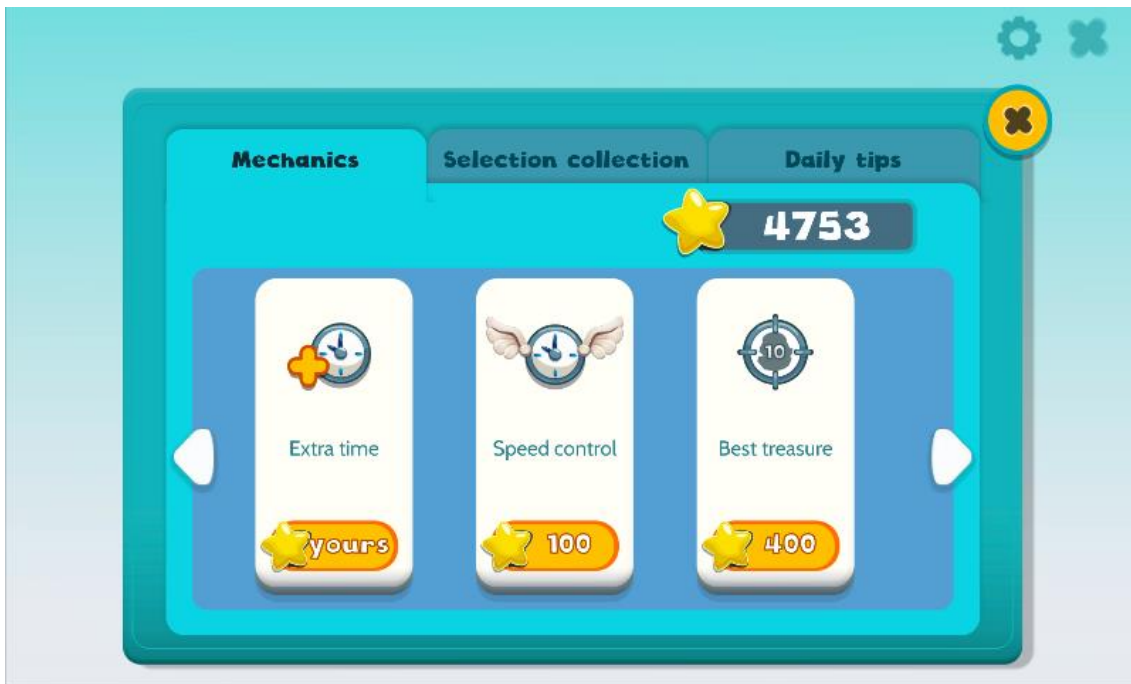 Mechanics
Selection collection
Daily tips
4753
10
Extra time
Speed control
Best treasure
yours
100
400